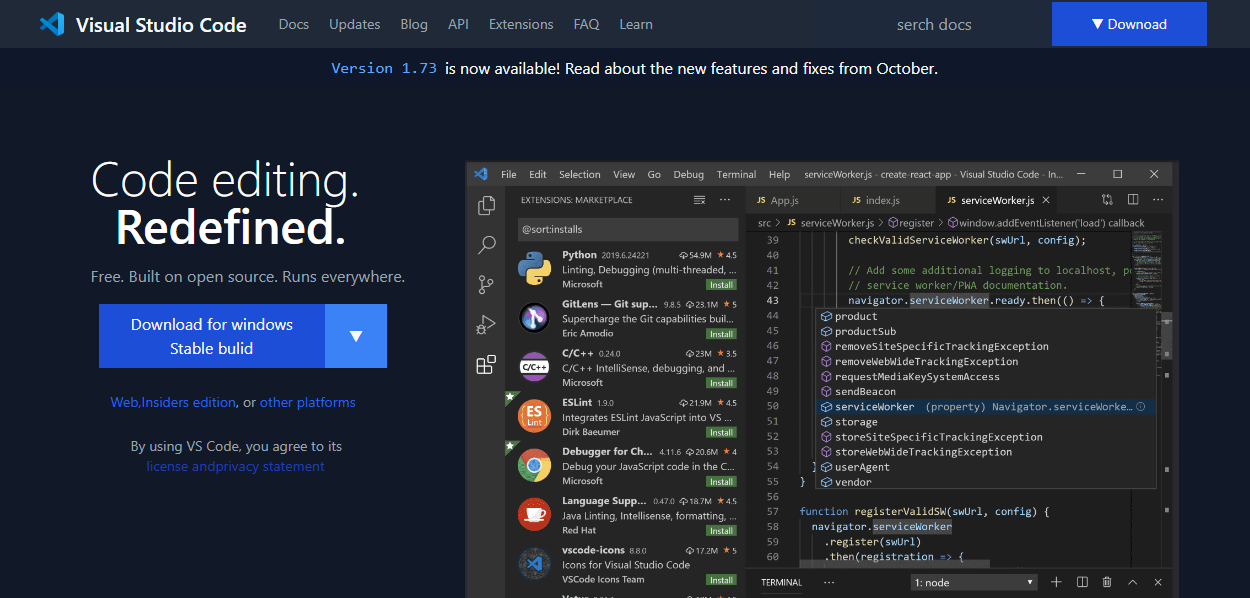 Visual Studio Code Docs Updates Blog API Extensions FAQ Learn serch docs ▼ Downoad
Version 1.73 is now available! Read about the new features and fixes from October.
Code editing.
Redefined.
Free. Built on open source. Runs everywhere.
Download for windows
Stable bulid
▼
Web,Insiders edition, or other platforms
By using VS Code, you agree to its
license andprivacy statement
File Edit Selection View Go Debug Terminal Help serviceWorker.js - create-react-app - Visual Studio Code - In...
EXTENSIONS: MARKETPLACE
@sort:installs
Python 2019.6.24221 54.9M ★ 4.5
Linting, Debugging (multi-threaded, ...
Microsoft Install
GitLens — Git sup... 9.8.5 23.1M ★ 5
Supercharge the Git capabilities buil...
Eric Amodio Install
C/C++
C/C++ 0.24.0 23M ★ 3.5
C/C++ IntelliSense, debugging, and ...
Microsoft Install
ES
Lint
ESLint 1.9.0 21.9M ★ 4.5
Integrates ESLint JavaScript into VS ...
Dirk Baeumer Install
Debugger for Ch... 4.11.6 20.6M ★ 4
Debug your JavaScript code in the C...
Microsoft Install
Language Supp... 0.47.0 18.7M ★ 4.5
Java Linting, Intellisense, formatting, ...
Red Hat Install
vscode-icons 8.8.0 17.2M ★ 5
Icons for Visual Studio Code
VSCode Icons Team Install
JS App.js JS index.js JS serviceWorker.js
src > JS serviceWorker.js > register > window.addEventListener('load') callback
39 checkValidServiceWorker(swUrl, config);
40
41 // Add some additional logging to localhost, po
42 // service worker/PWA documentation.
43 navigator.serviceWorker.ready.then(() => {
44 product
45 productSub
46 removeSiteSpecificTrackingException
47 removeWebWideTrackingException
48 requestMediaKeySystemAccess
49 sendBeacon
50 serviceWorker (property) Navigator.serviceWorke...
51 storage
52 storeSiteSpecificTrackingException
53 storeWebWideTrackingException
54 userAgent
55 } vendor
56
57 function registerValidSW(swUrl, config) {
58 navigator.serviceWorker
59 .register(swUrl)
60 .then(registration => {
TERMINAL ... 1: node